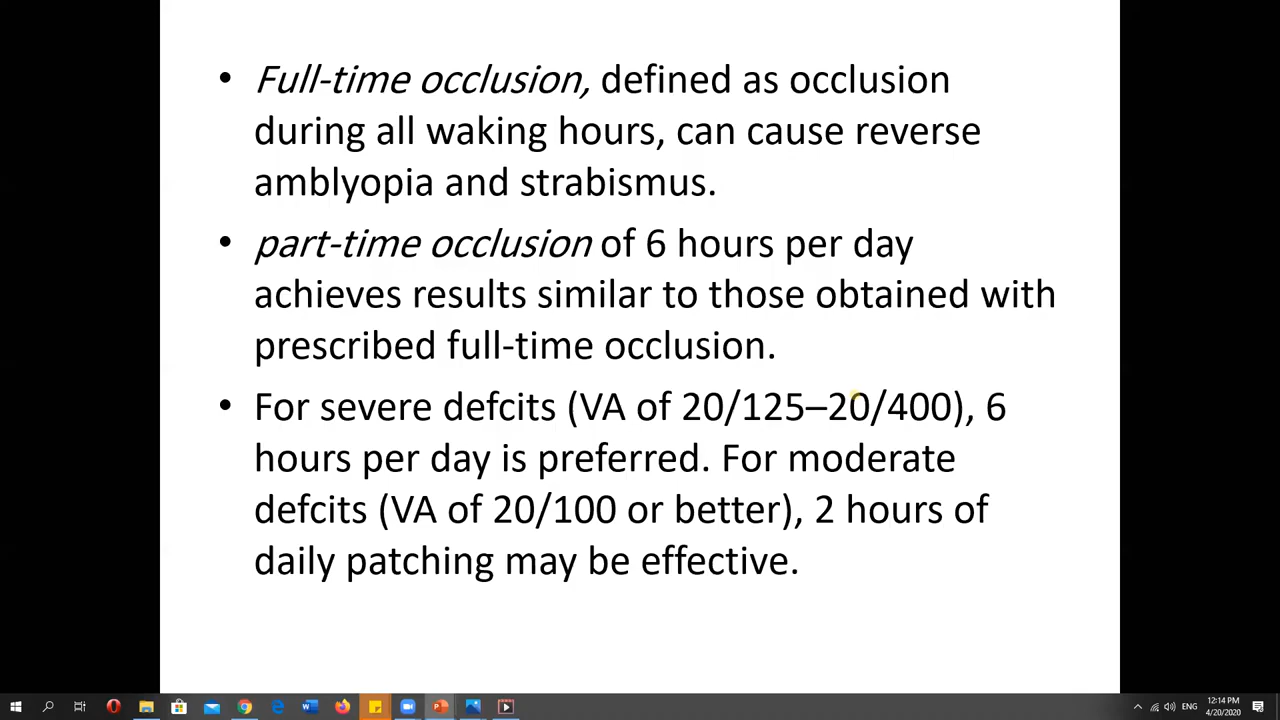 • Full-time occlusion, defined as occlusion
during all waking hours, can cause reverse
amblyopia and strabismus.
• part-time occlusion of 6 hours per day
achieves results similar to those obtained with
prescribed full-time occlusion.
• For severe defcits (VA of 20/125–20/400), 6
hours per day is preferred. For moderate
defcits (VA of 20/100 or better), 2 hours of
daily patching may be effective.
ENG
12:14 PM
4/20/2020